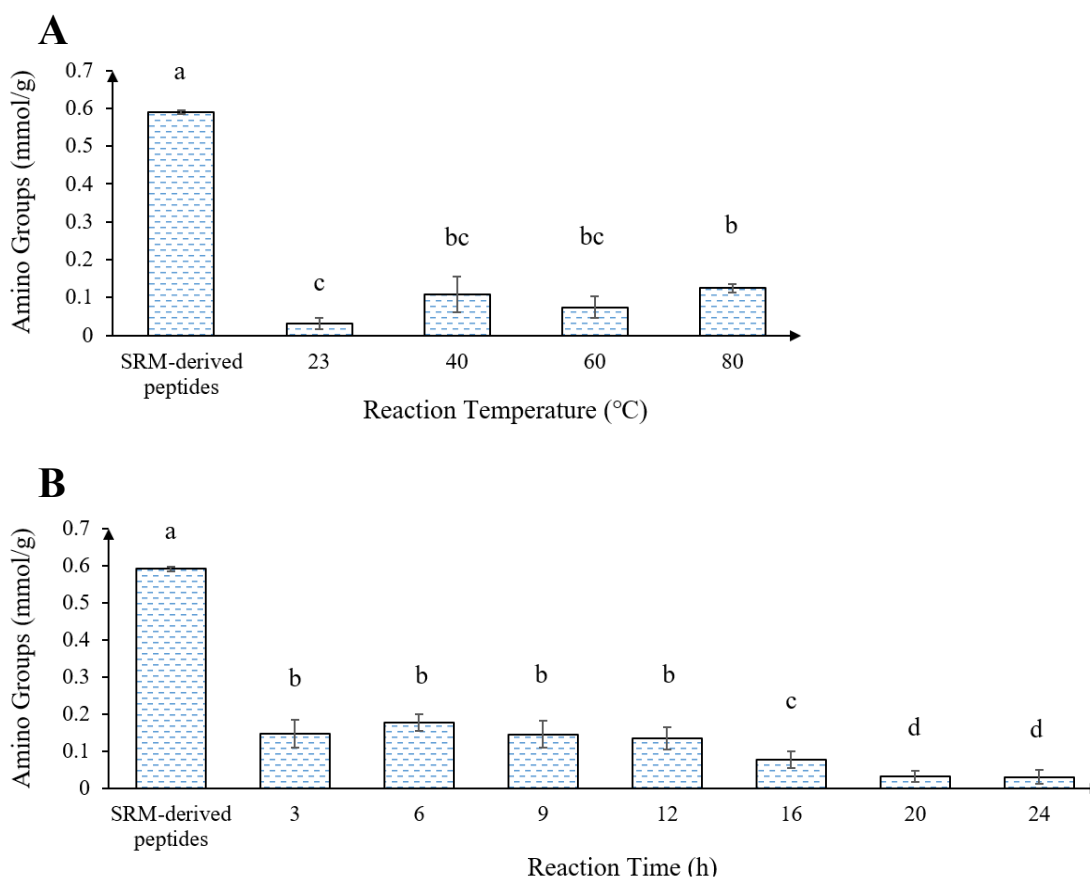 A
Amino Groups (mmol/g)
0.7
0.6
0.5
0.4
0.3
0.2
0.1
0
a
c
bc
bc
b
SRM-derived
peptides
23
40
60
80
Reaction Temperature (°C)
B
Amino Groups (mmol/g)
0.7
0.6
0.5
0.4
0.3
0.2
0.1
0
a
b
b
b
b
c
d
d
SRM-derived
peptides
3
6
9
12
16
20
24
Reaction Time (h)